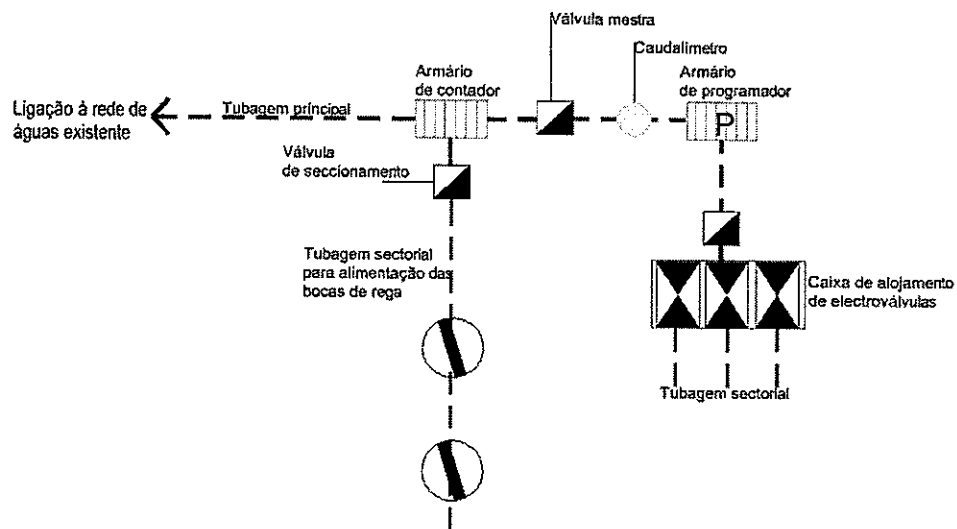 Válvula mestra
Caudalimetro
Armário
de contador
Armário
de programador
Ligação à rede de
águas existente
Tubagem principal
P
Válvula
de seccionamento
Tubagem sectorial
para alimentação das
bocas de rega
Caixa de alojamento
de electroválvulas
Tubagem sectorial